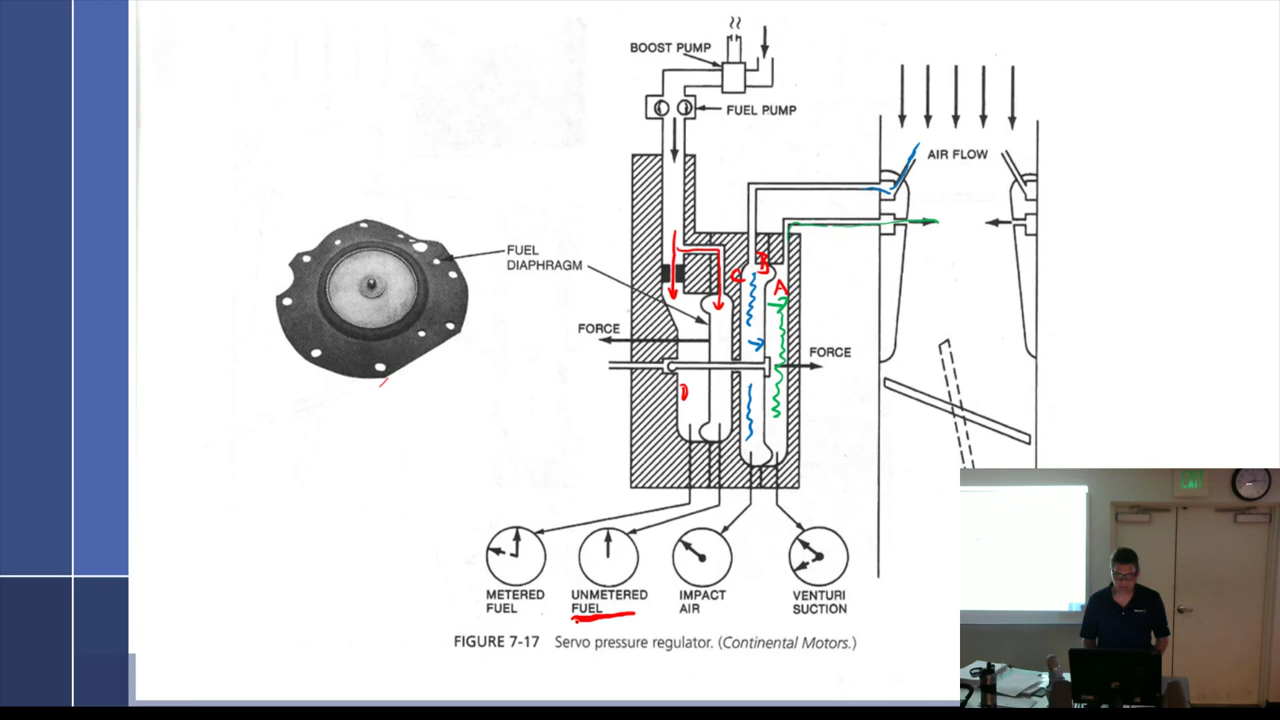 BOOST PUMP
FUEL PUMP
AIR FLOW
FUEL
DIAPHRAGM
C
B
A
FORCE
FORCE
D
METERED
FUEL
UNMETERED
FUEL
IMPACT
AIR
VENTURI
SUCTION
FIGURE 7-17 Servo pressure regulator. (Continental Motors.)
EXIT